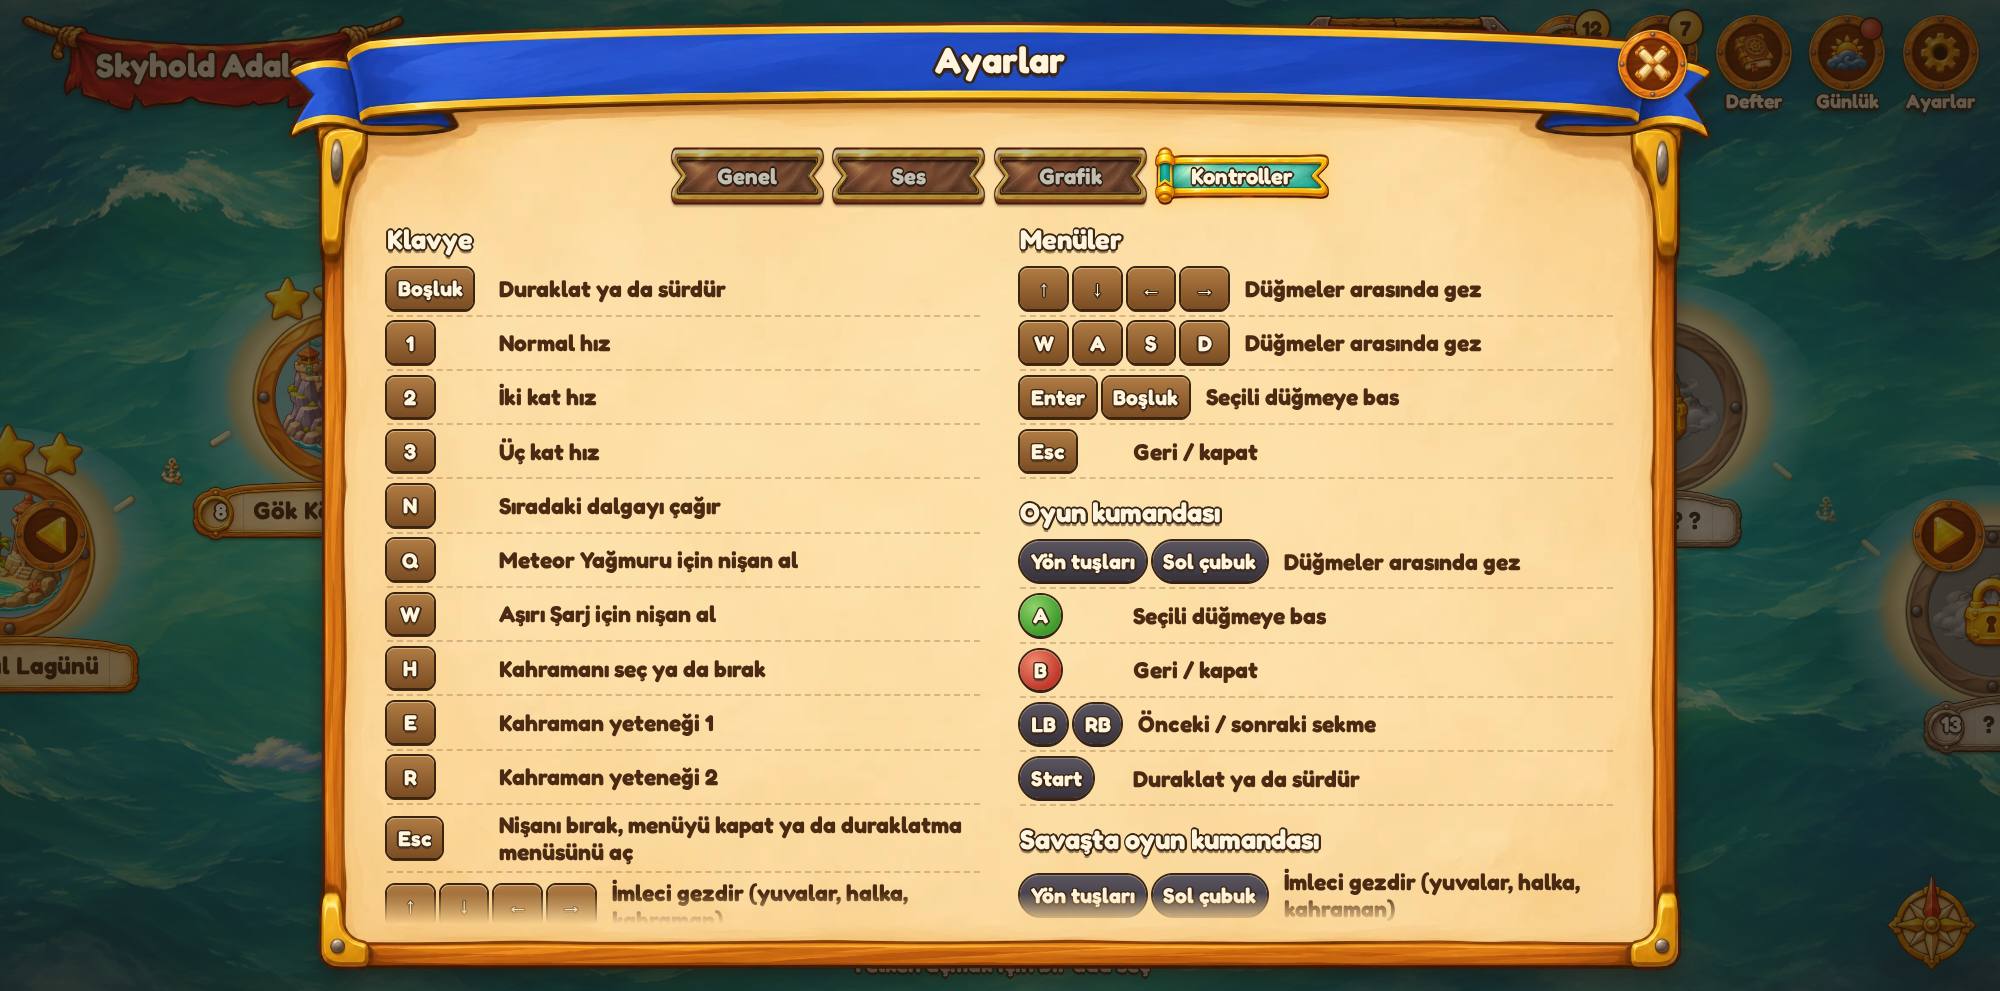 Skyhold Adal
12
7
Defter
Günlük
Ayarlar
Ayarlar
Genel
Ses
Grafik
Kontroller
Klavye
Boşluk Duraklat ya da sürdür
1 Normal hız
2 İki kat hız
3 Üç kat hız
N Sıradaki dalgayı çağır
Q Meteor Yağmuru için nişan al
W Aşırı Şarj için nişan al
H Kahramanı seç ya da bırak
E Kahraman yeteneği 1
R Kahraman yeteneği 2
Esc Nişanı bırak, menüyü kapat ya da duraklatma
menüsünü aç
↑ ↓ ← → İmleci gezdir (yuvalar, halka,
kahraman)
Menüler
↑ ↓ ← → Düğmeler arasında gez
W A S D Düğmeler arasında gez
Enter Boşluk Seçili düğmeye bas
Esc Geri / kapat
Oyun kumandası
Yön tuşları Sol çubuk Düğmeler arasında gez
A Seçili düğmeye bas
B Geri / kapat
LB RB Önceki / sonraki sekme
Start Duraklat ya da sürdür
Savaşta oyun kumandası
Yön tuşları Sol çubuk İmleci gezdir (yuvalar, halka,
kahraman)
8 Gök
Lagünü
? ?
13 ?